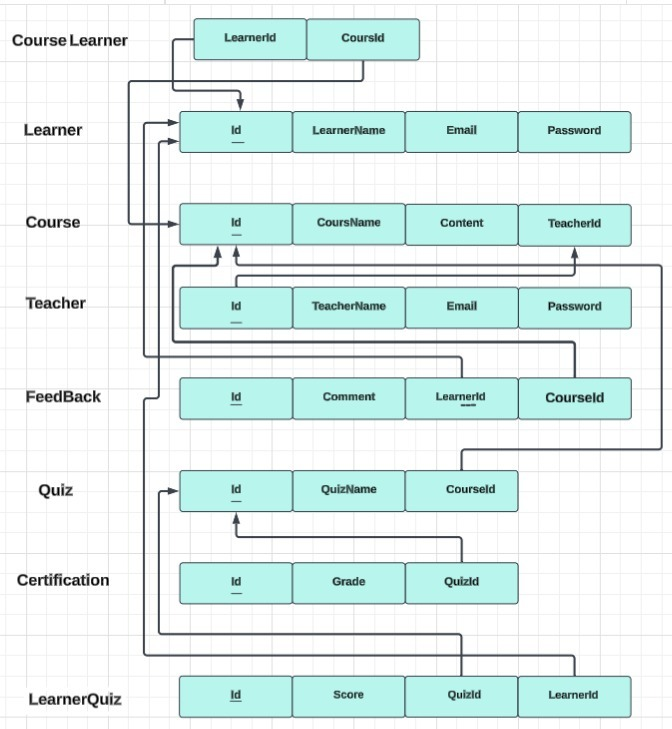 Course Learner LearnerId CoursId
Learner Id LearnerName Email Password
Course Id CoursName Content TeacherId
Teacher Id TeacherName Email Password
FeedBack Id Comment LearnerId CourseId
Quiz Id QuizName CourseId
Certification Id Grade QuizId
LearnerQuiz Id Score QuizId LearnerId